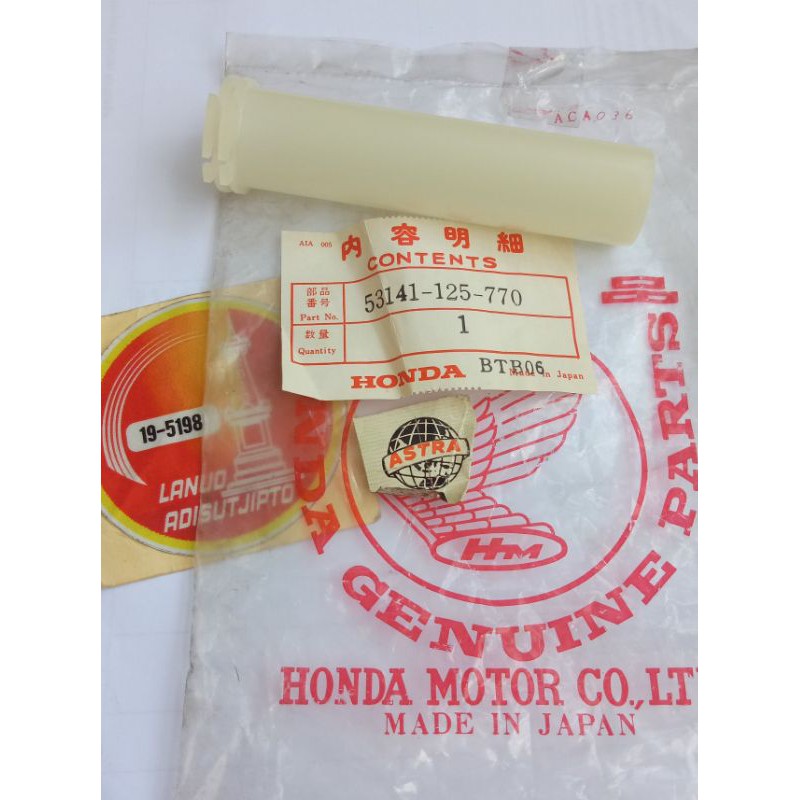 ACA036
AIA 005
内容明細
CONTENTS
部品
番号
Part No.
53141-125-770
数量
Quantity
1
HONDA
BTB06
Made in Japan
ASTRA
19-5198
LANUD
ADISUTJIPTO
HM
NDA GENUINE PARTS
HONDA MOTOR CO., LT
MADE IN JAPAN